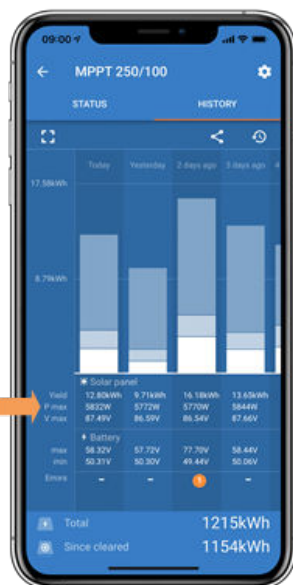 09:00
MPPT 250/100
STATUS HISTORY
Today Yesterday 2 days ago 3 days ago 4
17.58kWh
8.79kWh
Solar panel
Yield 12.80kWh 9.71kWh 16.18kWh 13.65kWh
P max 5832W 5772W 5770W 5844W
V max 87.49V 86.59V 86.54V 87.66V
Battery
max 58.32V 57.72V 77.70V 58.44V
min 50.31V 50.30V 49.44V 50.06V
Errors - - 1 -
Total 1215kWh
Since cleared 1154kWh